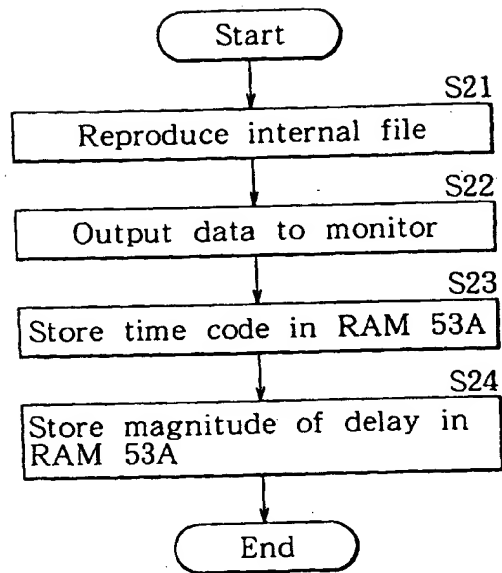 Start
S21
Reproduce internal file
S22
Output data to monitor
S23
Store time code in RAM 53A
S24
Store magnitude of delay in
RAM 53A
End